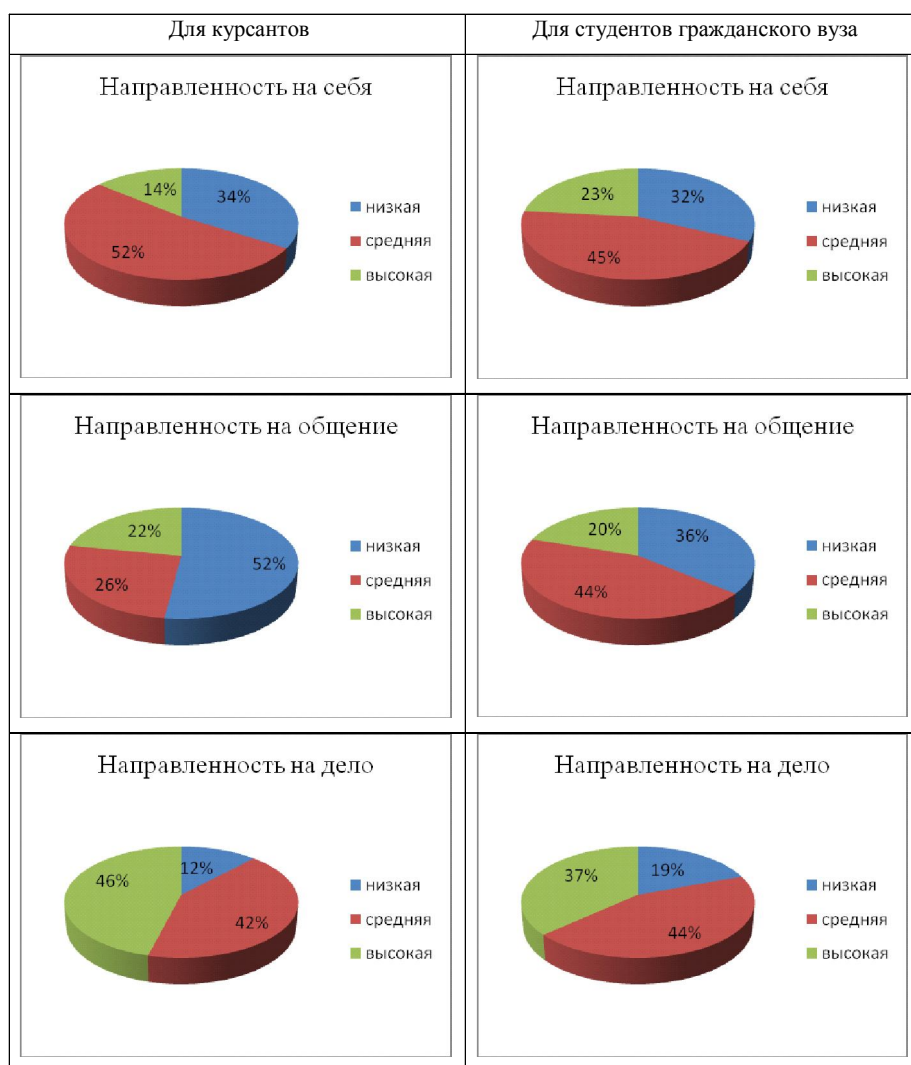 Для курсантов
Для студентов гражданского вуза
Направленность на себя
14%
34%
52%
низкая
средняя
высокая
Направленность на себя
23%
32%
45%
низкая
средняя
высокая
Направленность на общение
22%
52%
26%
низкая
средняя
высокая
Направленность на общение
20%
36%
44%
низкая
средняя
высокая
Направленность на дело
12%
46%
42%
низкая
средняя
высокая
Направленность на дело
37%
19%
44%
низкая
средняя
высокая